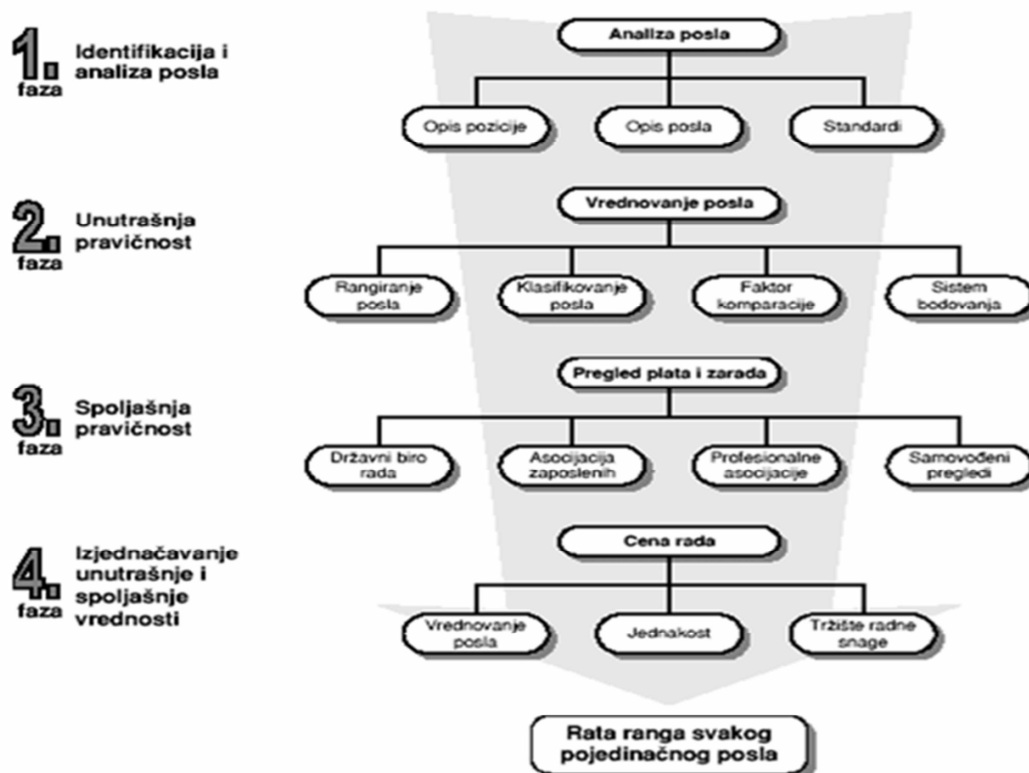 1.
faza
Identifikacija i
analiza posla
Analiza posla
Opis pozicije
Opis posla
Standardi
2.
faza
Unutrašnja
pravičnost
Vrednovanje posla
Rangiranje
posla
Klasifikovanje
posla
Faktor
komparacije
Sistem
bodovanja
3.
faza
Spoljašnja
pravičnost
Pregled plata i zarada
Državni biro
rada
Asocijacija
zaposlenih
Profesionalne
asocijacije
Samovođeni
pregledi
4.
faza
Izjednačavanje
unutrašnje i
spoljašnje
vrednosti
Cena rada
Vrednovanje
posla
Jednakost
Tržište radne
snage
Rata ranga svakog
pojedinačnog posla